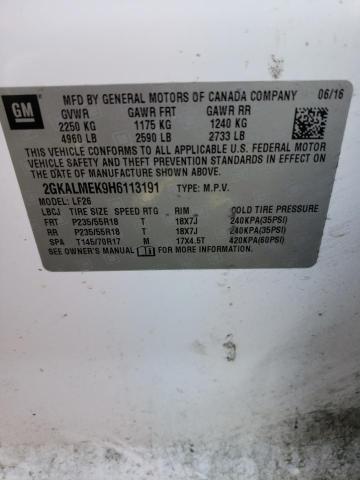 GM
MFD BY GENERAL MOTORS OF CANADA COMPANY 06/16
GVWR GAWR FRT GAWR RR
2250 KG 1175 KG 1240 KG
4960 LB 2590 LB 2733 LB
THIS VEHICLE CONFORMS TO ALL APPLICABLE U.S. FEDERAL MOTOR
VEHICLE SAFETY AND THEFT PREVENTION STANDARDS IN EFFECT
ON THE DATE OF MANUFACTURE SHOWN ABOVE.
2GKALMEK9H6113191 TYPE: M.P.V.
MODEL: LF26
LBCJ TIRE SIZE SPEED RTG RIM COLD TIRE PRESSURE
FRT P235/55R18 T 18X7J 240KPA(35PSI)
RR P235/55R18 T 18X7J 240KPA(35PSI)
SPA T145/70R17 M 17X4.5T 420KPA(60PSI)
SEE OWNER'S MANUAL FOR MORE INFORMATION.